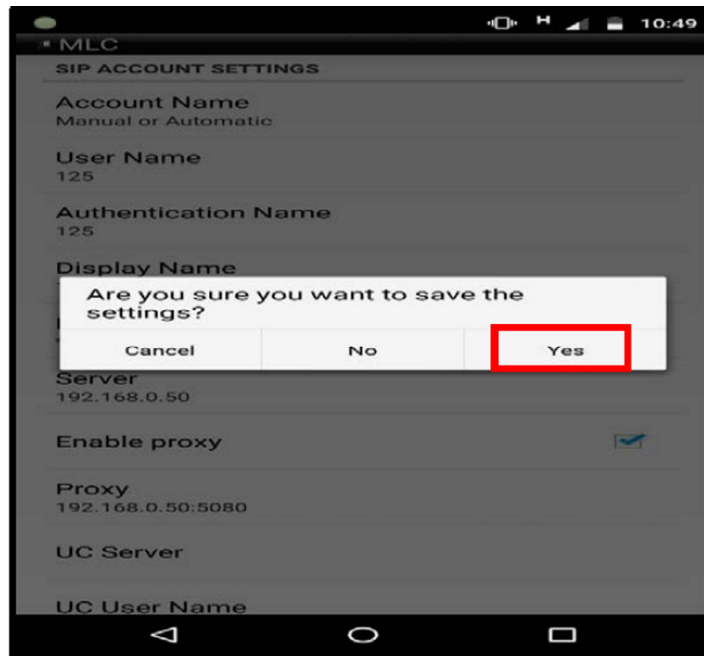 10:49
MLC
SIP ACCOUNT SETTINGS
Account Name
Manual or Automatic
User Name
125
Authentication Name
125
Display Name
Are you sure you want to save the
settings?
Cancel No Yes
Server
192.168.0.50
Enable proxy
Proxy
192.168.0.50:5080
UC Server
UC User Name